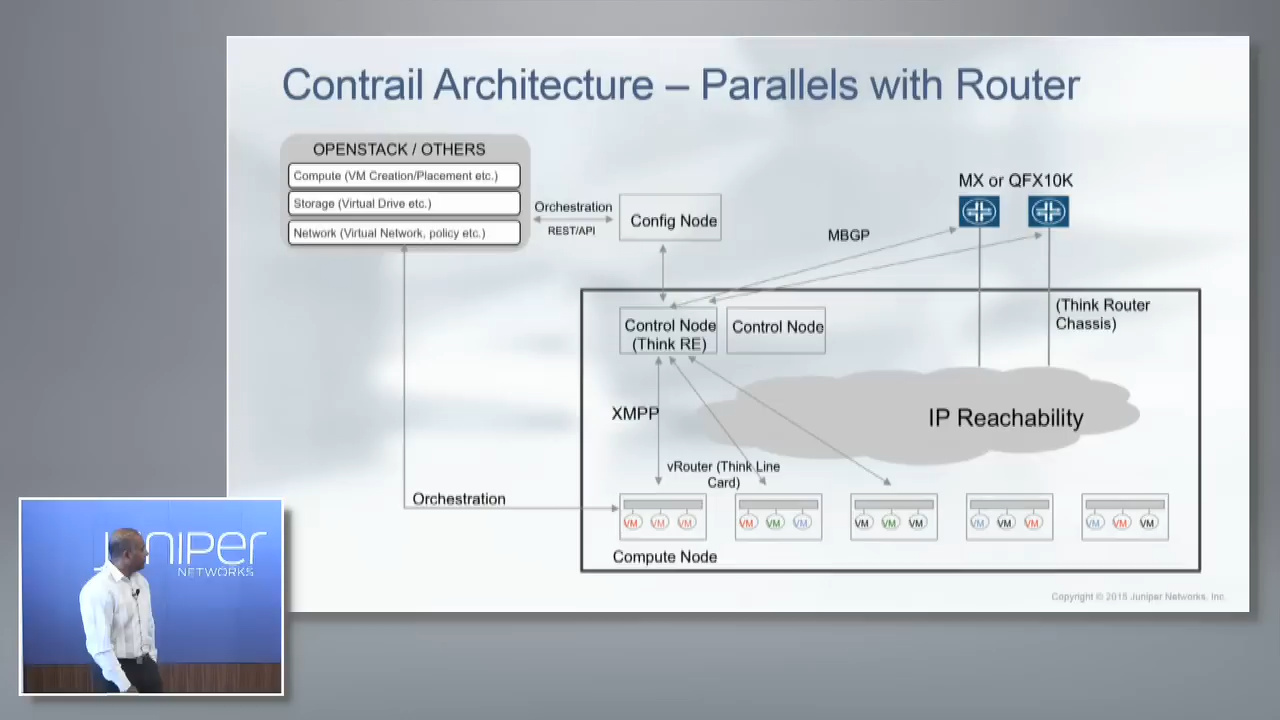 Contrail Architecture – Parallels with Router
OPENSTACK / OTHERS
Compute (VM Creation/Placement etc.)
Storage (Virtual Drive etc.)
Network (Virtual Network, policy etc.)
Orchestration
REST/API
Config Node
MBGP
MX or QFX10K
(Think Router
Chassis)
Control Node
(Think RE)
Control Node
XMPP
IP Reachability
vRouter (Think Line
Card)
Orchestration
VM VM VM
VM VM VM
VM VM VM
VM VM VM
VM VM VM
Compute Node
Copyright © 2015 Juniper Networks, Inc.
juniper
NETWORKS